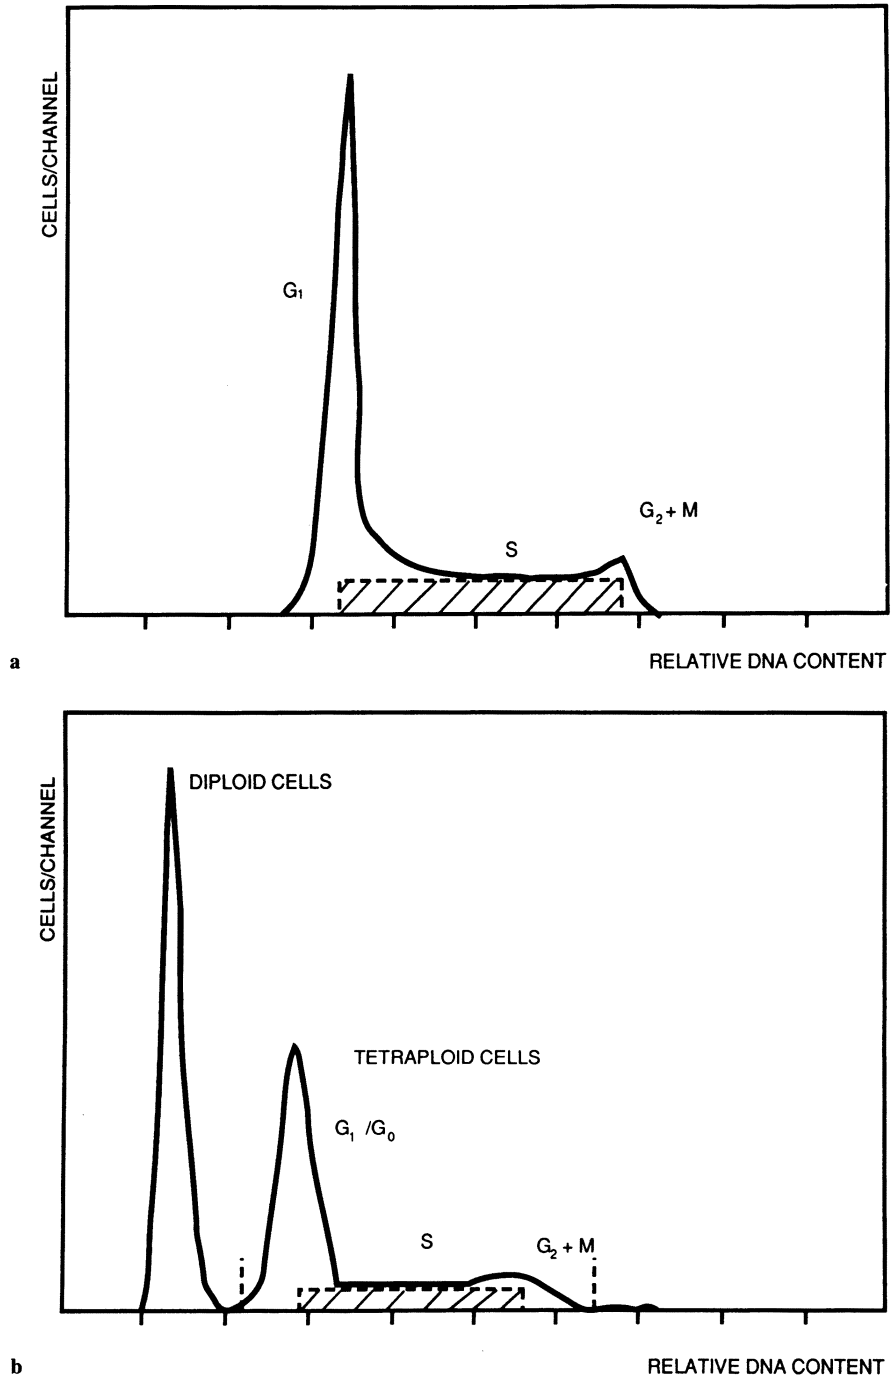 CELLS/CHANNEL
G₁
G₂ + M
S
a
RELATIVE DNA CONTENT
CELLS/CHANNEL
DIPLOID CELLS
TETRAPLOID CELLS
G₁ /G₀
S
G₂ + M
b
RELATIVE DNA CONTENT